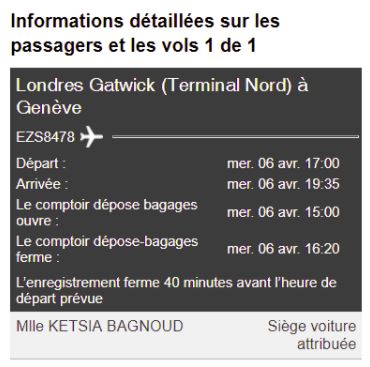 Informations détaillées sur les
passagers et les vols 1 de 1
Londres Gatwick (Terminal Nord) à
Genève
EZS8478
Départ : mer. 06 avr. 17:00
Arrivée : mer. 06 avr. 19:35
Le comptoir dépose bagages
ouvre : mer. 06 avr. 15:00
Le comptoir dépose-bagages
ferme : mer. 06 avr. 16:20
L'enregistrement ferme 40 minutes avant l'heure de
départ prévue
Mlle KETSIA BAGNOUD Siège voiture
attribuée